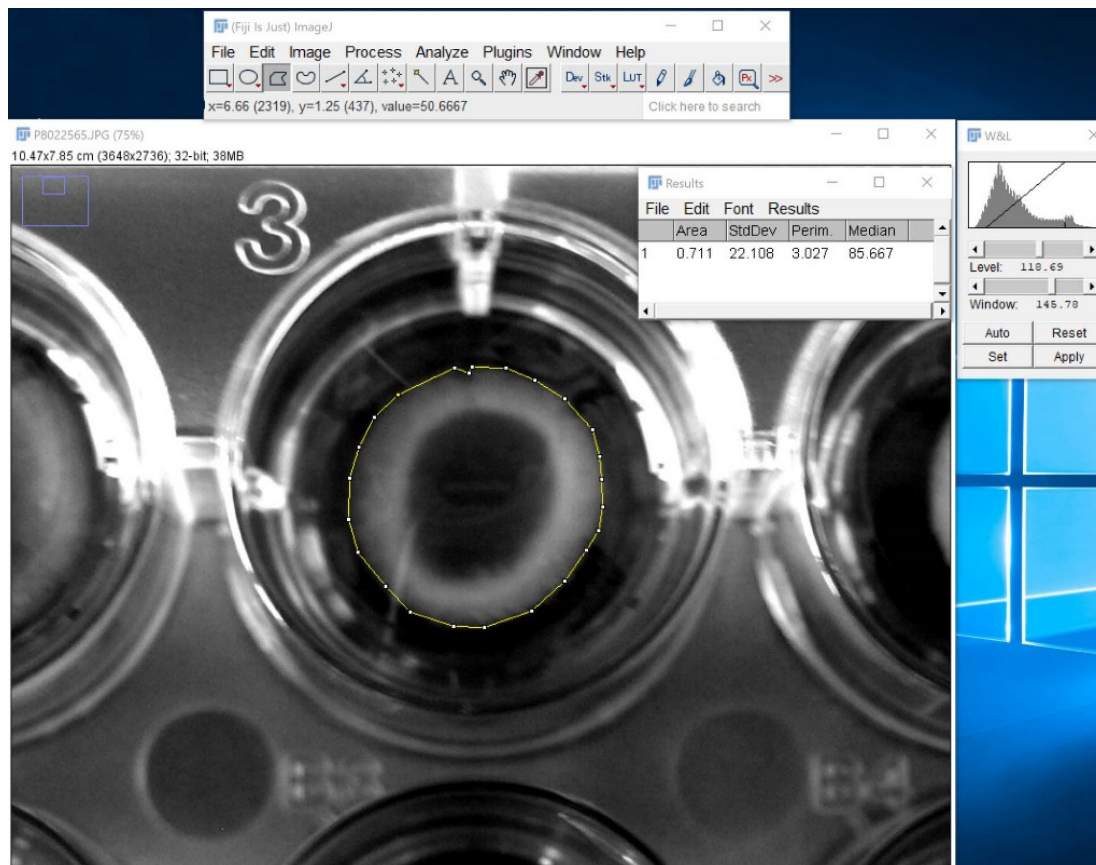 (Fiji Is Just) ImageJ
File Edit Image Process Analyze Plugins Window Help
Dev Stk LUT Px >>
x=6.66 (2319), y=1.25 (437), value=50.6667
Click here to search
P8022565.JPG (75%)
10.47x7.85 cm (3648x2736); 32-bit; 38MB
3
Results
File Edit Font Results
Area StdDev Perim. Median
1 0.711 22.108 3.027 85.667
W&L
Level: 118.69
Window: 145.78
Auto Reset
Set Apply